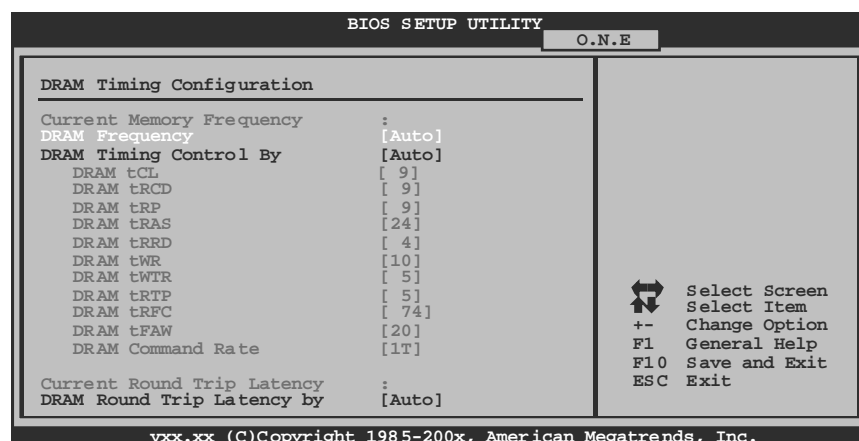 BIOS SETUP UTILITY
O.N.E
DRAM Timing Configuration
Current Memory Frequency :
DRAM Frequency [Auto]
DRAM Timing Control By [Auto]
DRAM tCL [ 9]
DRAM tRCD [ 9]
DRAM tRP [ 9]
DRAM tRAS [24]
DRAM tRRD [ 4]
DRAM tWR [10]
DRAM tWTR [ 5]
DRAM tRTP [ 5]
DRAM tRFC [ 74]
DRAM tFAW [20]
DRAM Command Rate [1T]
Current Round Trip Latency :
DRAM Round Trip Latency by [Auto]
Select Screen
Select Item
+- Change Option
F1 General Help
F10 Save and Exit
ESC Exit
vxx.xx (C)Copyright 1985-200x, American Megatrends, Inc.